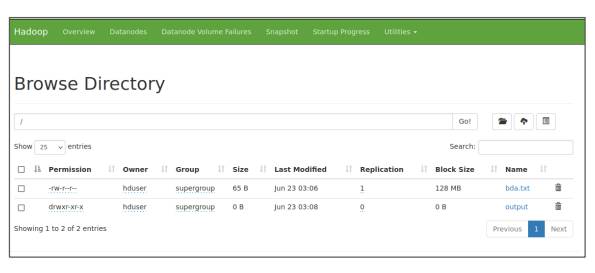 Hadoop Overview Datanodes Datanode Volume Failures Snapshot Startup Progress Utilities
Browse Directory
/ Go!
Show 25 entries Search:
Permission Owner Group Size Last Modified Replication Block Size Name
-rw-r--r-- hduser supergroup 65 B Jun 23 03:06 1 128 MB bda.txt
drwxr-xr-x hduser supergroup 0 B Jun 23 03:08 0 0 B output
Showing 1 to 2 of 2 entries Previous 1 Next